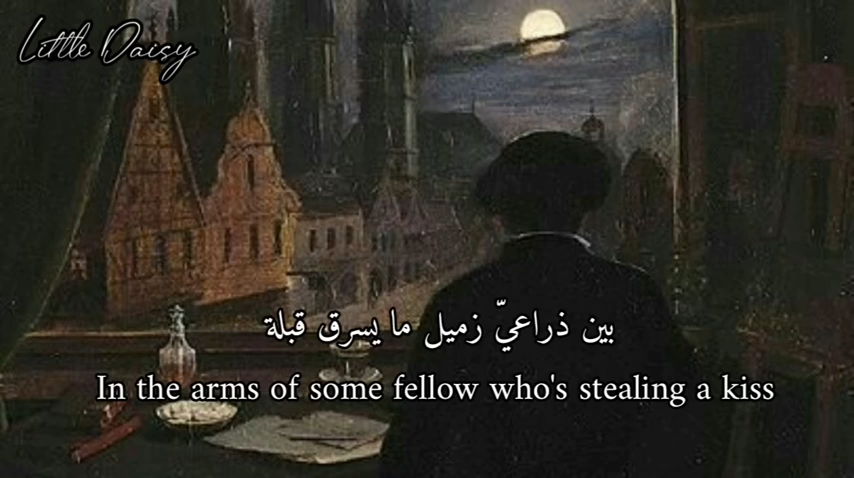 Little Daisy
بين ذراعيّ زميل ما يسرق قبلة
In the arms of some fellow who's stealing a kiss